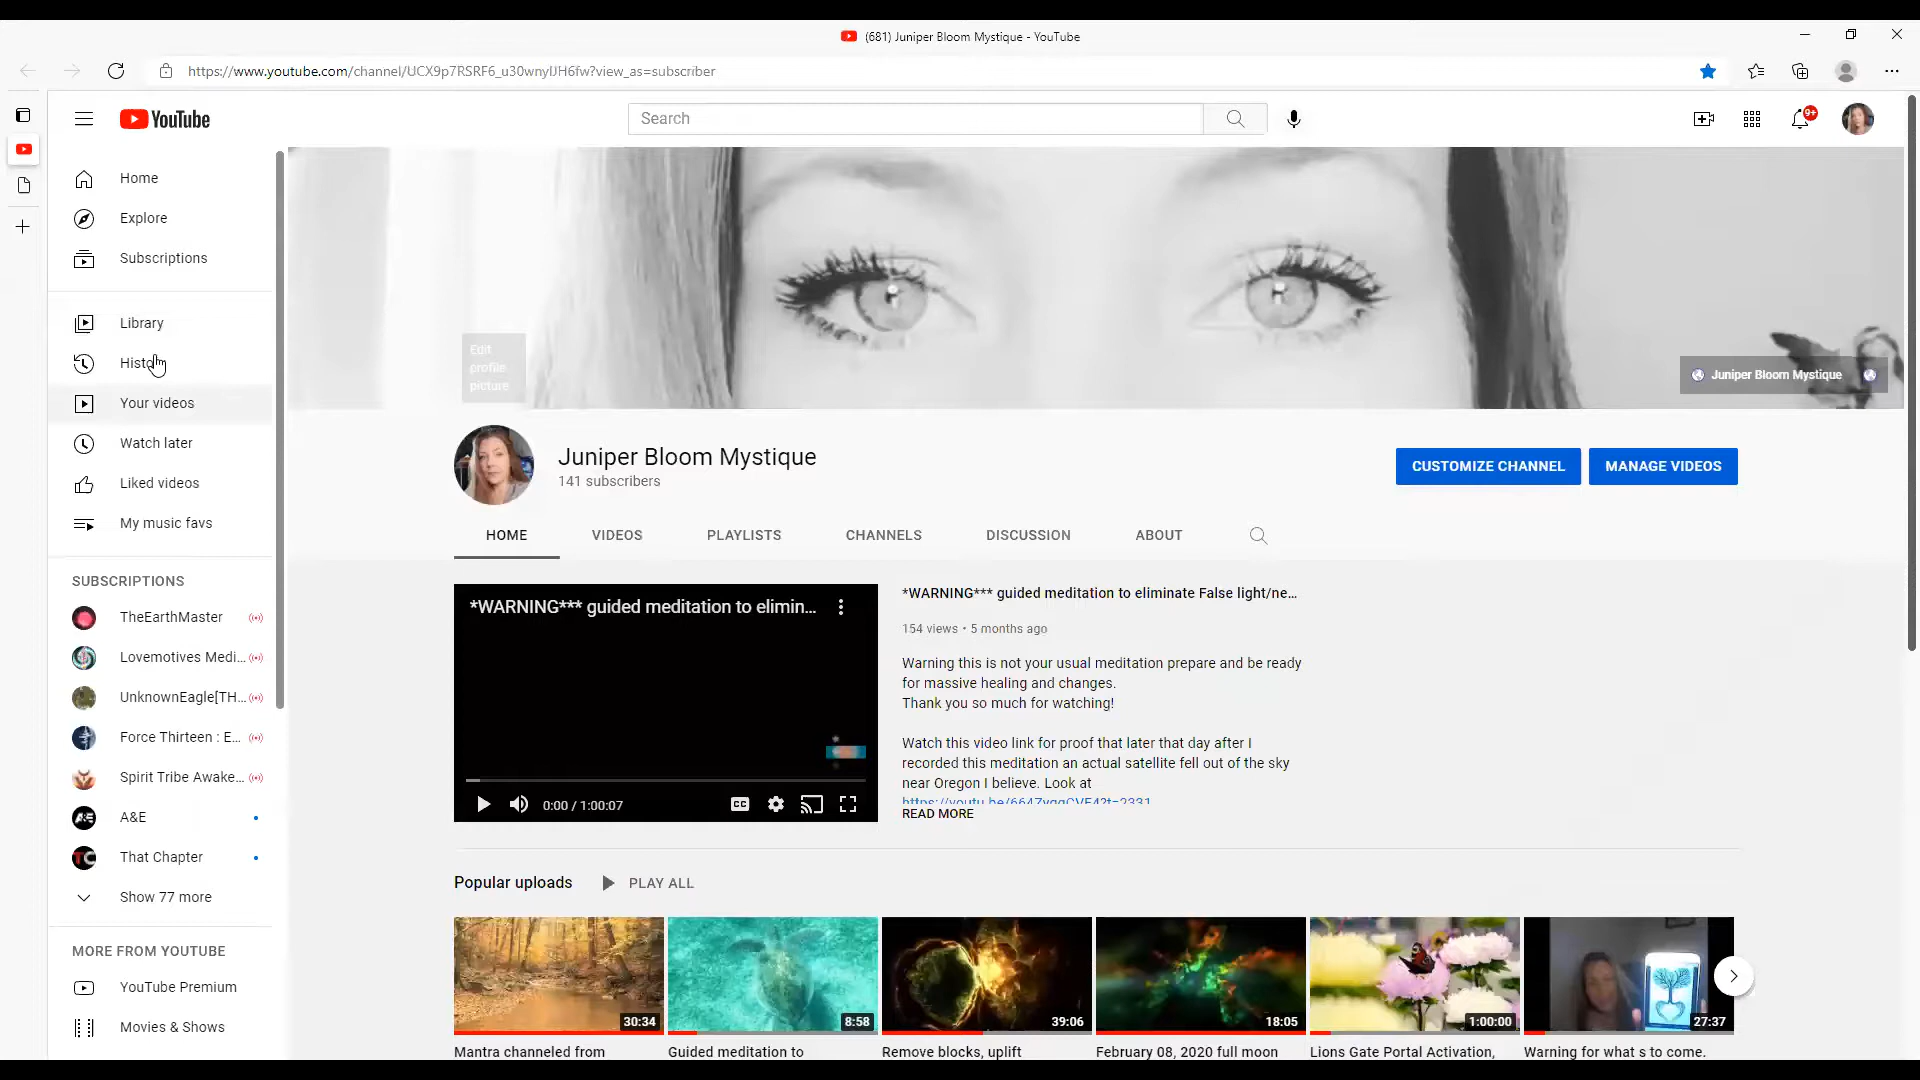 (681) Juniper Bloom Mystique - YouTube
https://www.youtube.com/channel/UCX9p7RSRF6_u30wnyIJH6fw?view_as=subscriber
YouTube
Search
9+
Home
Explore
Subscriptions
Library
Your videos
Watch later
Liked videos
My music favs
SUBSCRIPTIONS
TheEarthMaster
Lovemotives Medi...
UnknownEagle[TH...
Force Thirteen : E...
Spirit Tribe Awake...
A&E
That Chapter
Show 77 more
MORE FROM YOUTUBE
YouTube Premium
Movies & Shows
Edit
profile
picture
Juniper Bloom Mystique
Juniper Bloom Mystique
141 subscribers
CUSTOMIZE CHANNEL
MANAGE VIDEOS
HOME
VIDEOS
PLAYLISTS
CHANNELS
DISCUSSION
ABOUT
*WARNING*** guided meditation to elimin...
CC
0:00 / 1:00:07
*WARNING*** guided meditation to eliminate False light/ne...
154 views • 5 months ago
Warning this is not your usual meditation prepare and be ready
for massive healing and changes.
Thank you so much for watching!
Watch this video link for proof that later that day after I
recorded this meditation an actual satellite fell out of the sky
near Oregon I believe. Look at
READ MORE
Popular uploads
PLAY ALL
30:34
8:58
39:06
18:05
1:00:00
27:37
Mantra channeled from
Guided meditation to
Remove blocks, uplift
February 08, 2020 full moon
Lions Gate Portal Activation,
Warning for what s to come.